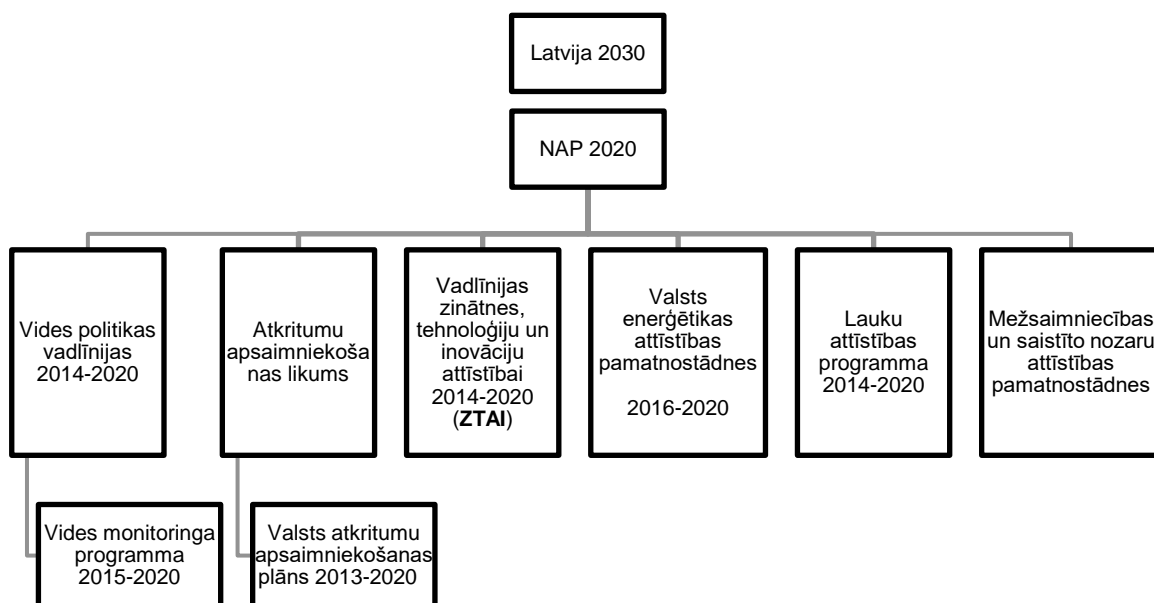 Latvija 2030
NAP 2020
Vides politikas
vadlīnijas
2014-2020
Atkritumu
apsaimniekoša
nas likums
Vadlīnijas
zinātnes,
tehnoloģiju un
inovāciju
attīstībai
2014-2020
(ZTAI)
Valsts
enerģētikas
attīstības
pamatnostādnes
2016-2020
Lauku
attīstības
programma
2014-2020
Mežsaimniecības
un saistīto nozaru
attīstības
pamatnostādnes
Vides monitoringa
programma
2015-2020
Valsts atkritumu
apsaimniekošanas
plāns 2013-2020